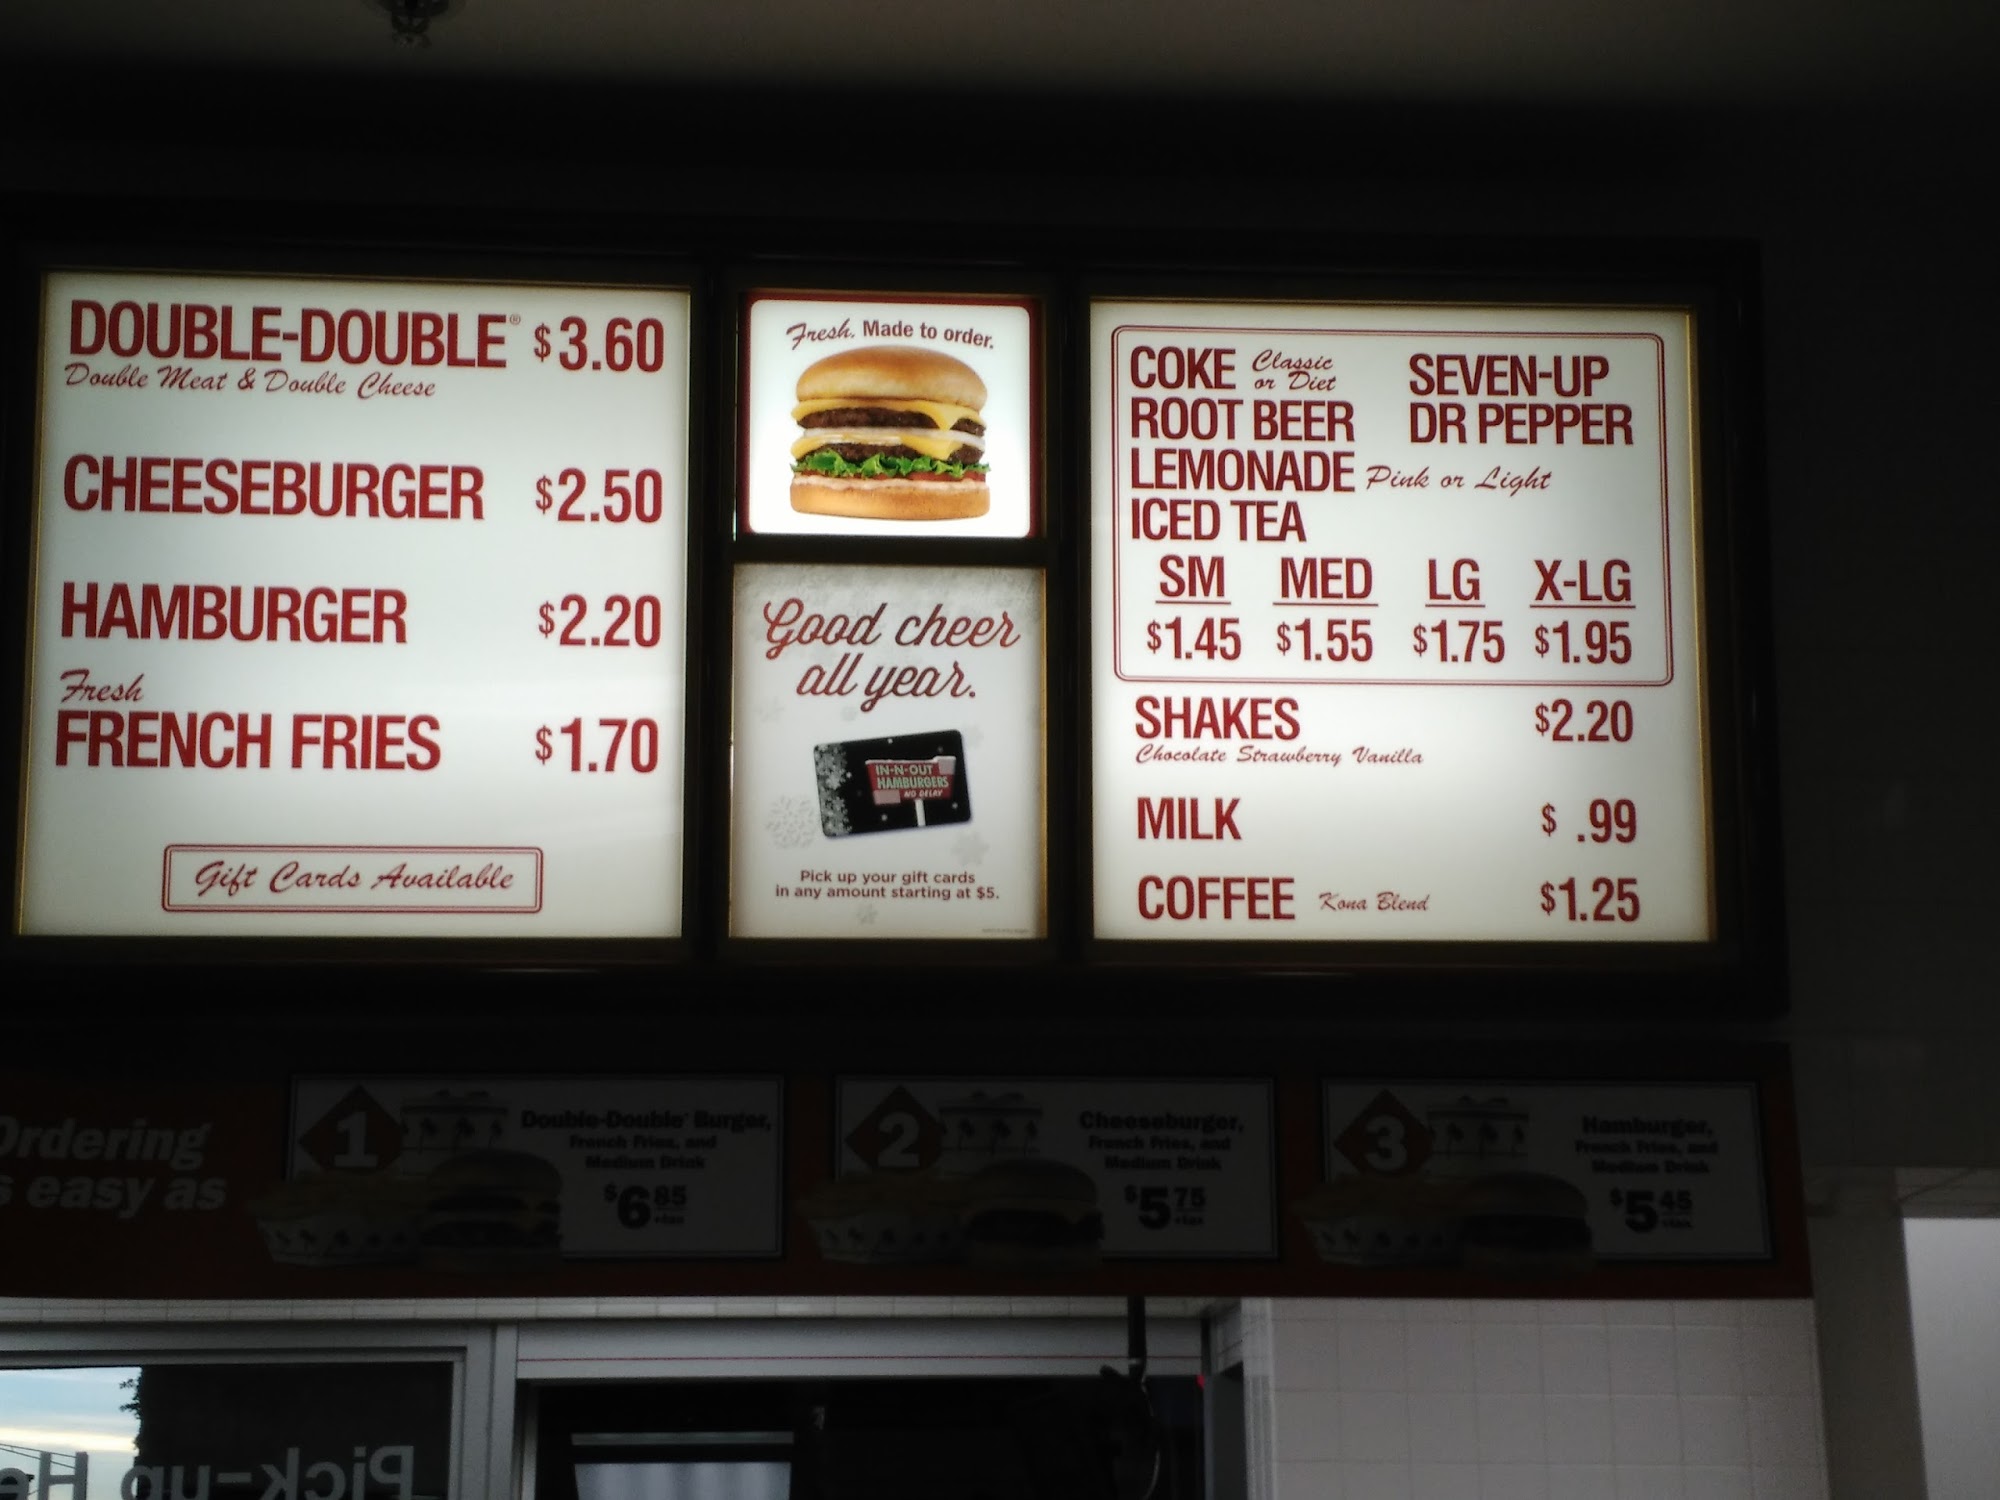 DOUBLE-DOUBLE® $3.60
Double Meat & Double Cheese
CHEESEBURGER $2.50
HAMBURGER $2.20
Fresh
FRENCH FRIES $1.70
Gift Cards Available
Fresh. Made to order.
Good cheer
all year.
IN-N-OUT
HAMBURGERS
NO DELAY
Pick up your gift cards
in any amount starting at $5.
COKE Classic or Diet SEVEN-UP
ROOT BEER DR PEPPER
LEMONADE Pink or Light
ICED TEA
SM MED LG X-LG
$1.45 $1.55 $1.75 $1.95
SHAKES $2.20
Chocolate Strawberry Vanilla
MILK $ .99
COFFEE Kona Blend $1.25
Ordering
s easy as
1
Double-Double® Burger,
French Fries, and
Medium Drink
$6 85
+tax
2
Cheeseburger,
French Fries, and
Medium Drink
$5 75
+tax
3
Hamburger,
French Fries, and
Medium Drink
$5 45
+tax
Pick-up He